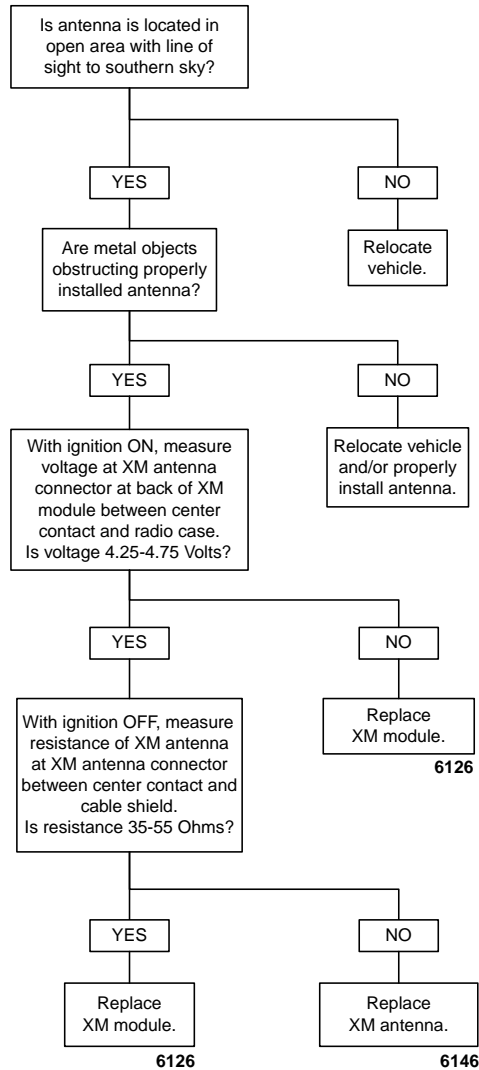 Is antenna is located in
open area with line of
sight to southern sky?
YES
NO
Are metal objects
obstructing properly
installed antenna?
Relocate
vehicle.
YES
NO
With ignition ON, measure
voltage at XM antenna
connector at back of XM
module between center
contact and radio case.
Is voltage 4.25-4.75 Volts?
Relocate vehicle
and/or properly
install antenna.
YES
NO
With ignition OFF, measure
resistance of XM antenna
at XM antenna connector
between center contact and
cable shield.
Is resistance 35-55 Ohms?
Replace
XM module.
6126
YES
NO
Replace
XM module.
6126
Replace
XM antenna.
6146